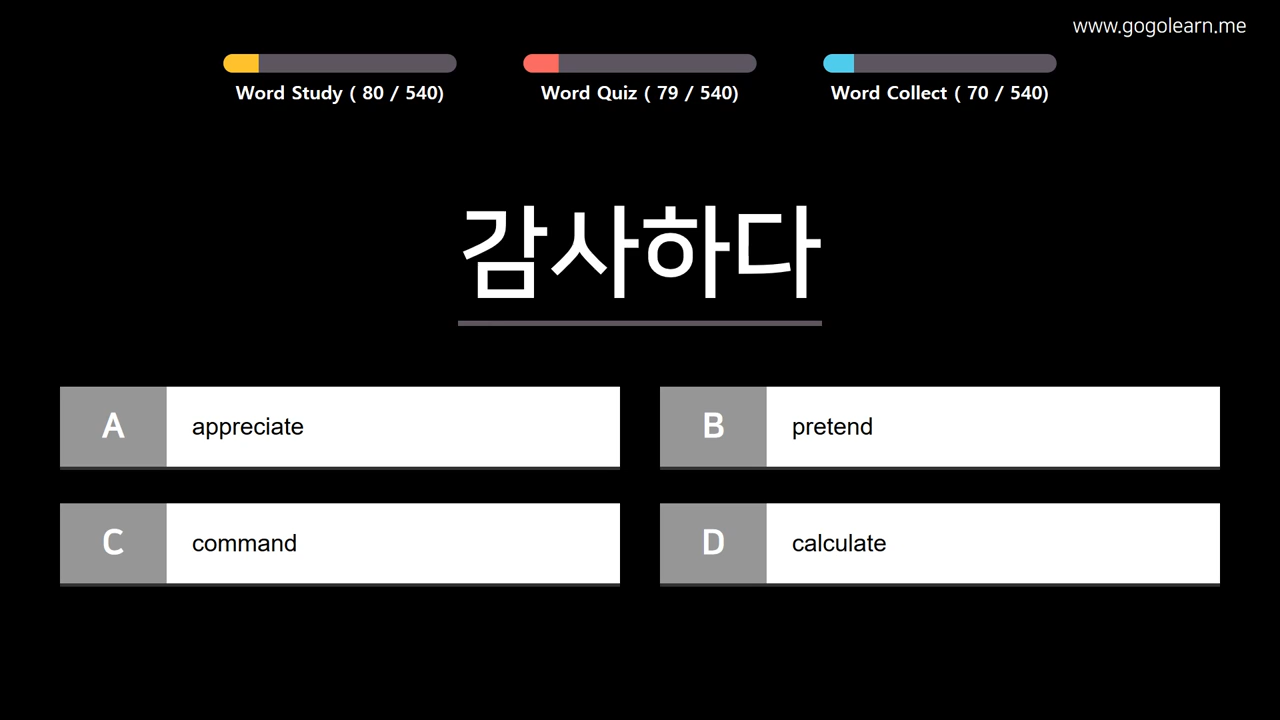 www.gogolearn.me
Word Study ( 80 / 540)
Word Quiz ( 79 / 540)
Word Collect ( 70 / 540)
감사하다
A appreciate
B pretend
C command
D calculate